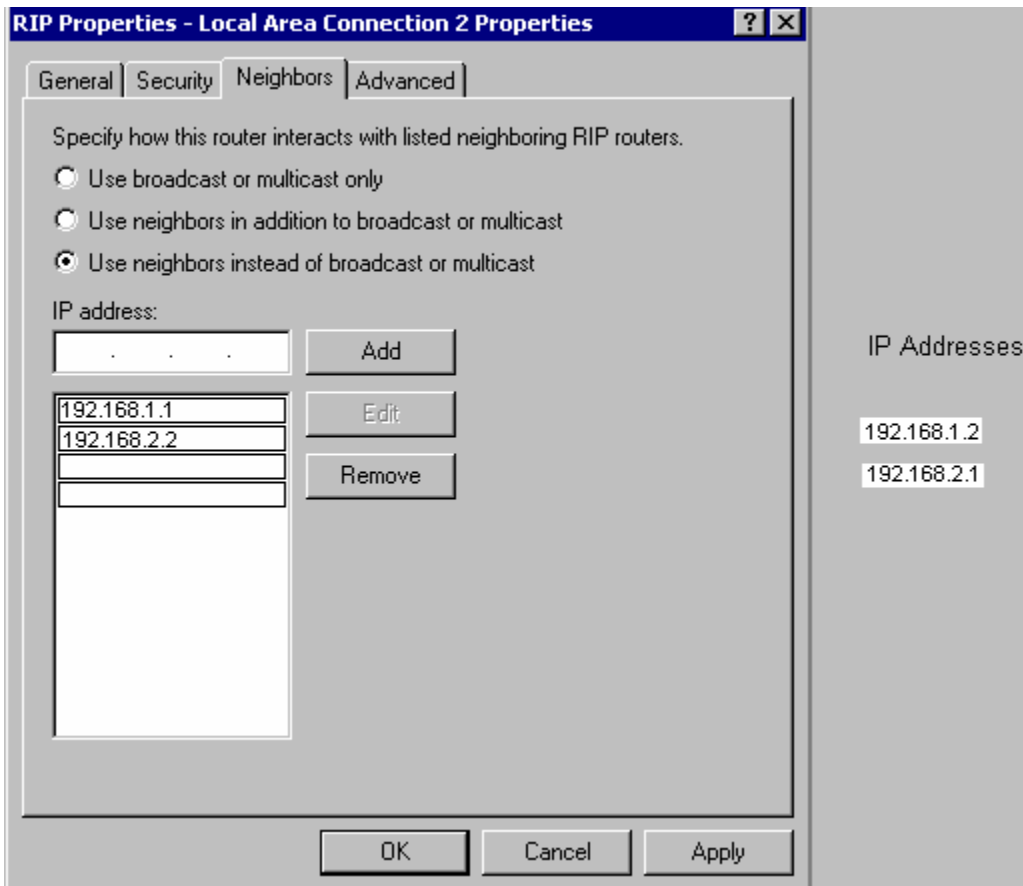 RIP Properties - Local Area Connection 2 Properties
General Security Neighbors Advanced
Specify how this router interacts with listed neighboring RIP routers.
Use broadcast or multicast only
Use neighbors in addition to broadcast or multicast
Use neighbors instead of broadcast or multicast
IP address:
. . . Add
192.168.1.1 Edit
192.168.2.2
Remove
OK Cancel Apply
IP Addresses
192.168.1.2
192.168.2.1